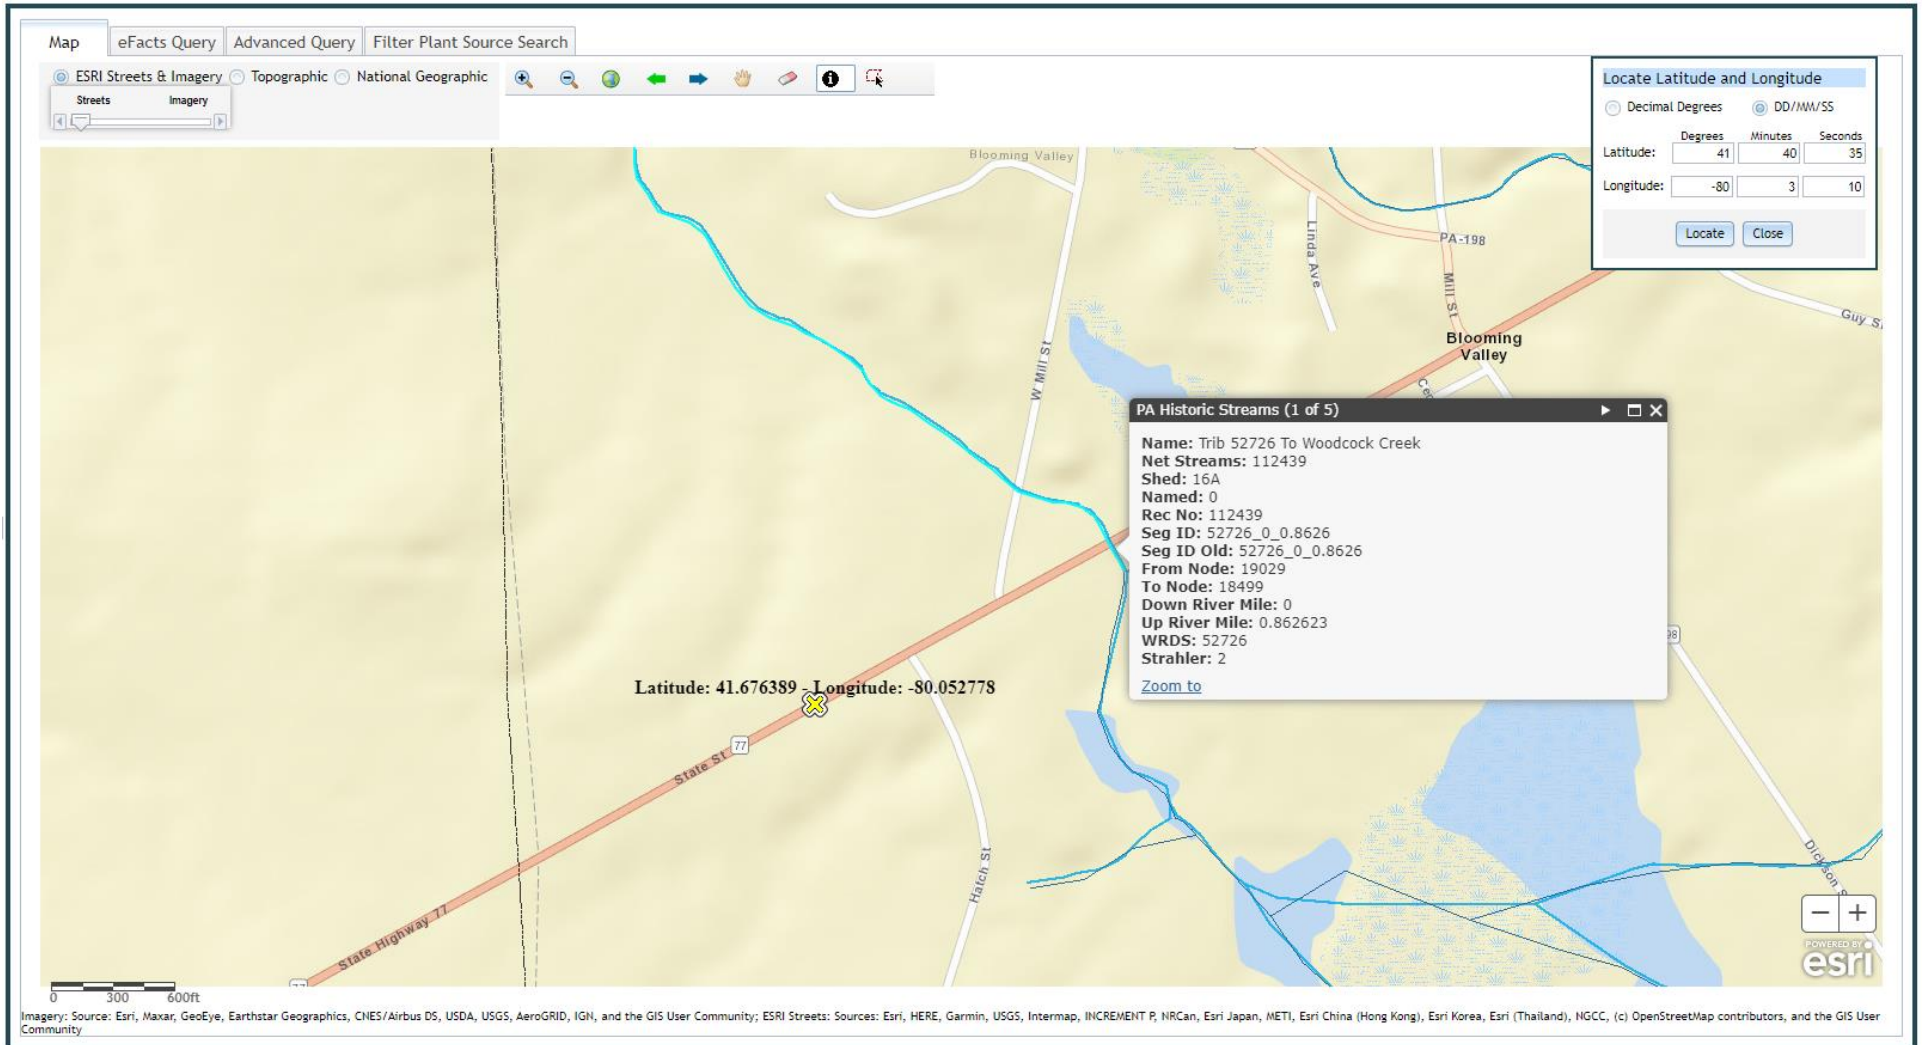 Map
eFacts Query
Advanced Query
Filter Plant Source Search
ESRI Streets & Imagery
Topographic
National Geographic
Streets
Imagery
Locate Latitude and Longitude
Decimal Degrees
DD/MM/SS
Degrees
Minutes
Seconds
Latitude:
41
40
35
Longitude:
-80
3
10
Locate
Close
Blooming Valley
Linda Ave
PA-198
Mill St
Guy S
Blooming
Valley
W Mill St
Cen
PA Historic Streams (1 of 5)
Name: Trib 52726 To Woodcock Creek
Net Streams: 112439
Shed: 16A
Named: 0
Rec No: 112439
Seg ID: 52726_0_0.8626
Seg ID Old: 52726_0_0.8626
From Node: 19029
To Node: 18499
Down River Mile: 0
Up River Mile: 0.862623
WRDS: 52726
Strahler: 2
Zoom to
98
Latitude: 41.676389 - Longitude: -80.052778
77
State St
Hatch St
Dickson S
State Highway 77
77
POWERED BY
esri
0
300
600ft
Imagery: Source: Esri, Maxar, GeoEye, Earthstar Geographics, CNES/Airbus DS, USDA, USGS, AeroGRID, IGN, and the GIS User Community; ESRI Streets: Sources: Esri, HERE, Garmin, USGS, Intermap, INCREMENT P, NRCan, Esri Japan, METI, Esri China (Hong Kong), Esri Korea, Esri (Thailand), NGCC, (c) OpenStreetMap contributors, and the GIS User
Community